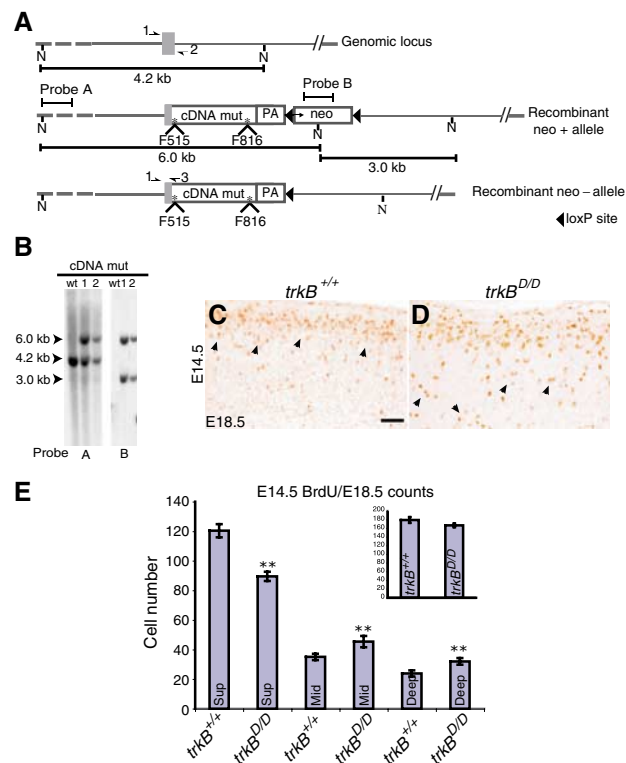 A
1
2
Genomic locus
N
N
4.2 kb
Probe A
Probe B
cDNA mut
PA
neo
Recombinant
neo + allele
N
N
N
F515
F816
6.0 kb
3.0 kb
1
3
cDNA mut
PA
Recombinant neo – allele
N
N
F515
F816
loxP site
B
cDNA mut
wt 1 2
wt 1 2
6.0 kb
4.2 kb
3.0 kb
Probe
A
B
trkB +/+
trkB D/D
C
D
E14.5
E18.5
E
E14.5 BrdU/E18.5 counts
Cell number
140
120
100
80
60
40
20
0
**
**
**
Sup
Sup
Mid
Mid
Deep
Deep
trkB+/+
trkBD/D
trkB+/+
trkBD/D
trkB+/+
trkBD/D
200
180
160
140
120
100
80
60
40
20
0
trkB+/+
trkBD/D